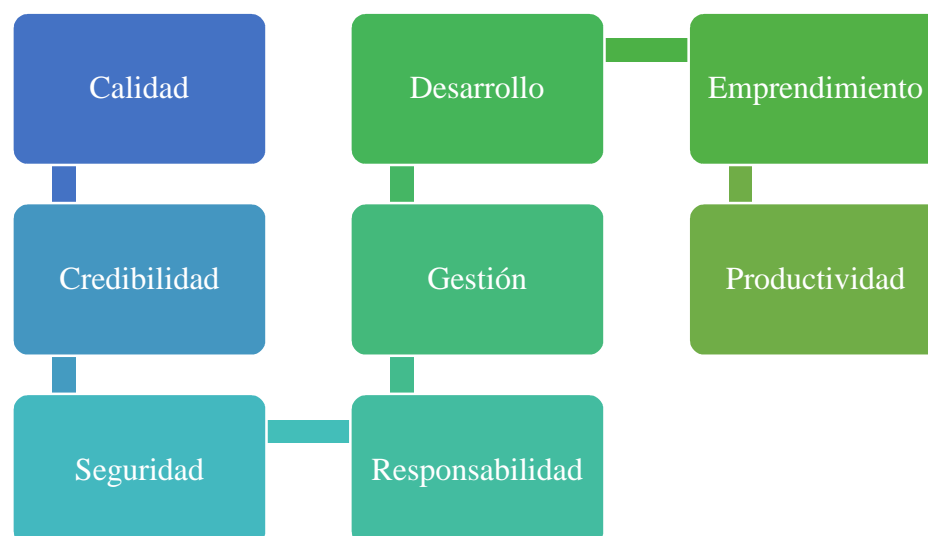 Calidad
Credibilidad
Seguridad
Responsabilidad
Gestión
Desarrollo
Emprendimiento
Productividad